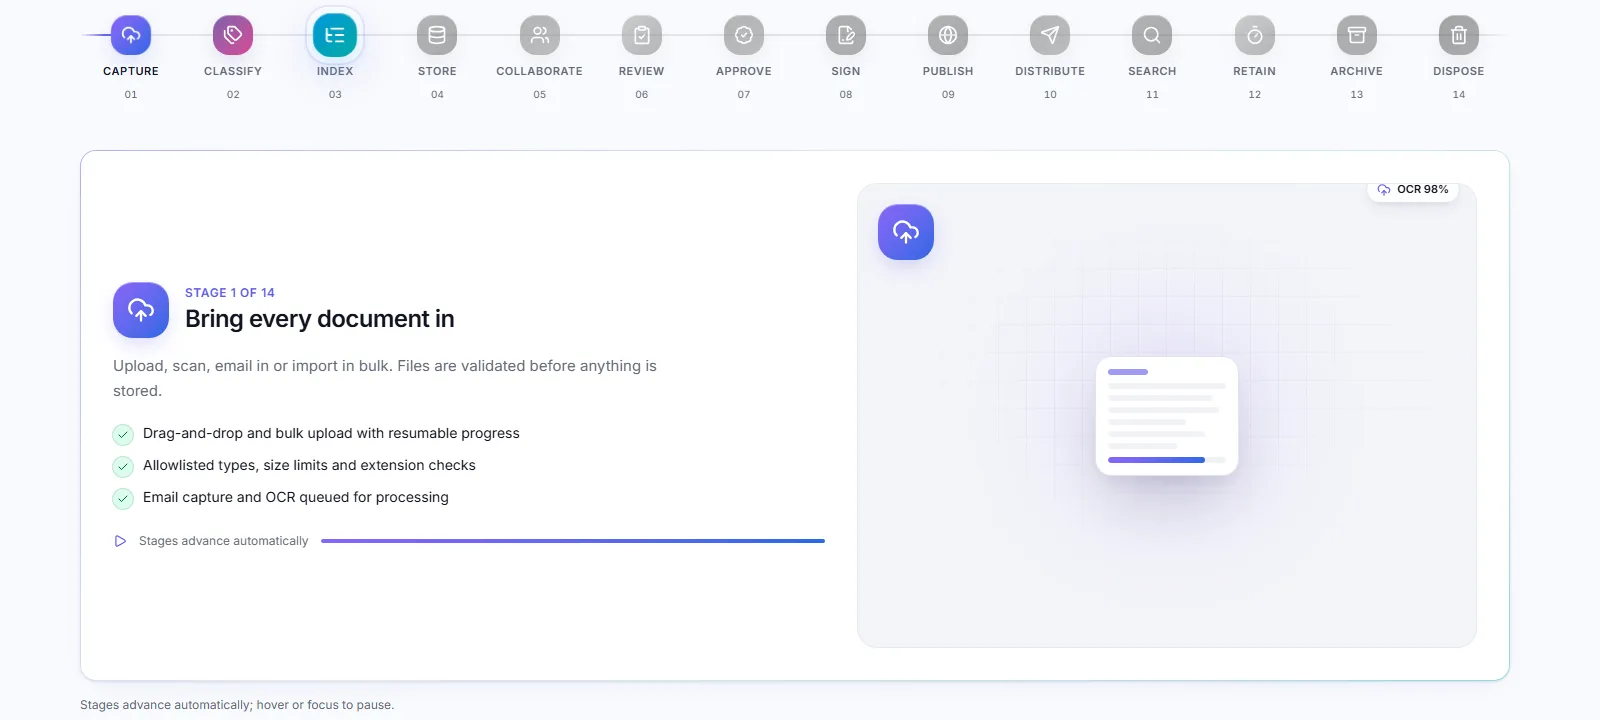 CAPTURE
01
CLASSIFY
02
INDEX
03
STORE
04
COLLABORATE
05
REVIEW
06
APPROVE
07
SIGN
08
PUBLISH
09
DISTRIBUTE
10
SEARCH
11
RETAIN
12
ARCHIVE
13
DISPOSE
14
STAGE 1 OF 14
Bring every document in
Upload, scan, email in or import in bulk. Files are validated before anything is
stored.
Drag-and-drop and bulk upload with resumable progress
Allowlisted types, size limits and extension checks
Email capture and OCR queued for processing
Stages advance automatically
OCR 98%
Stages advance automatically; hover or focus to pause.